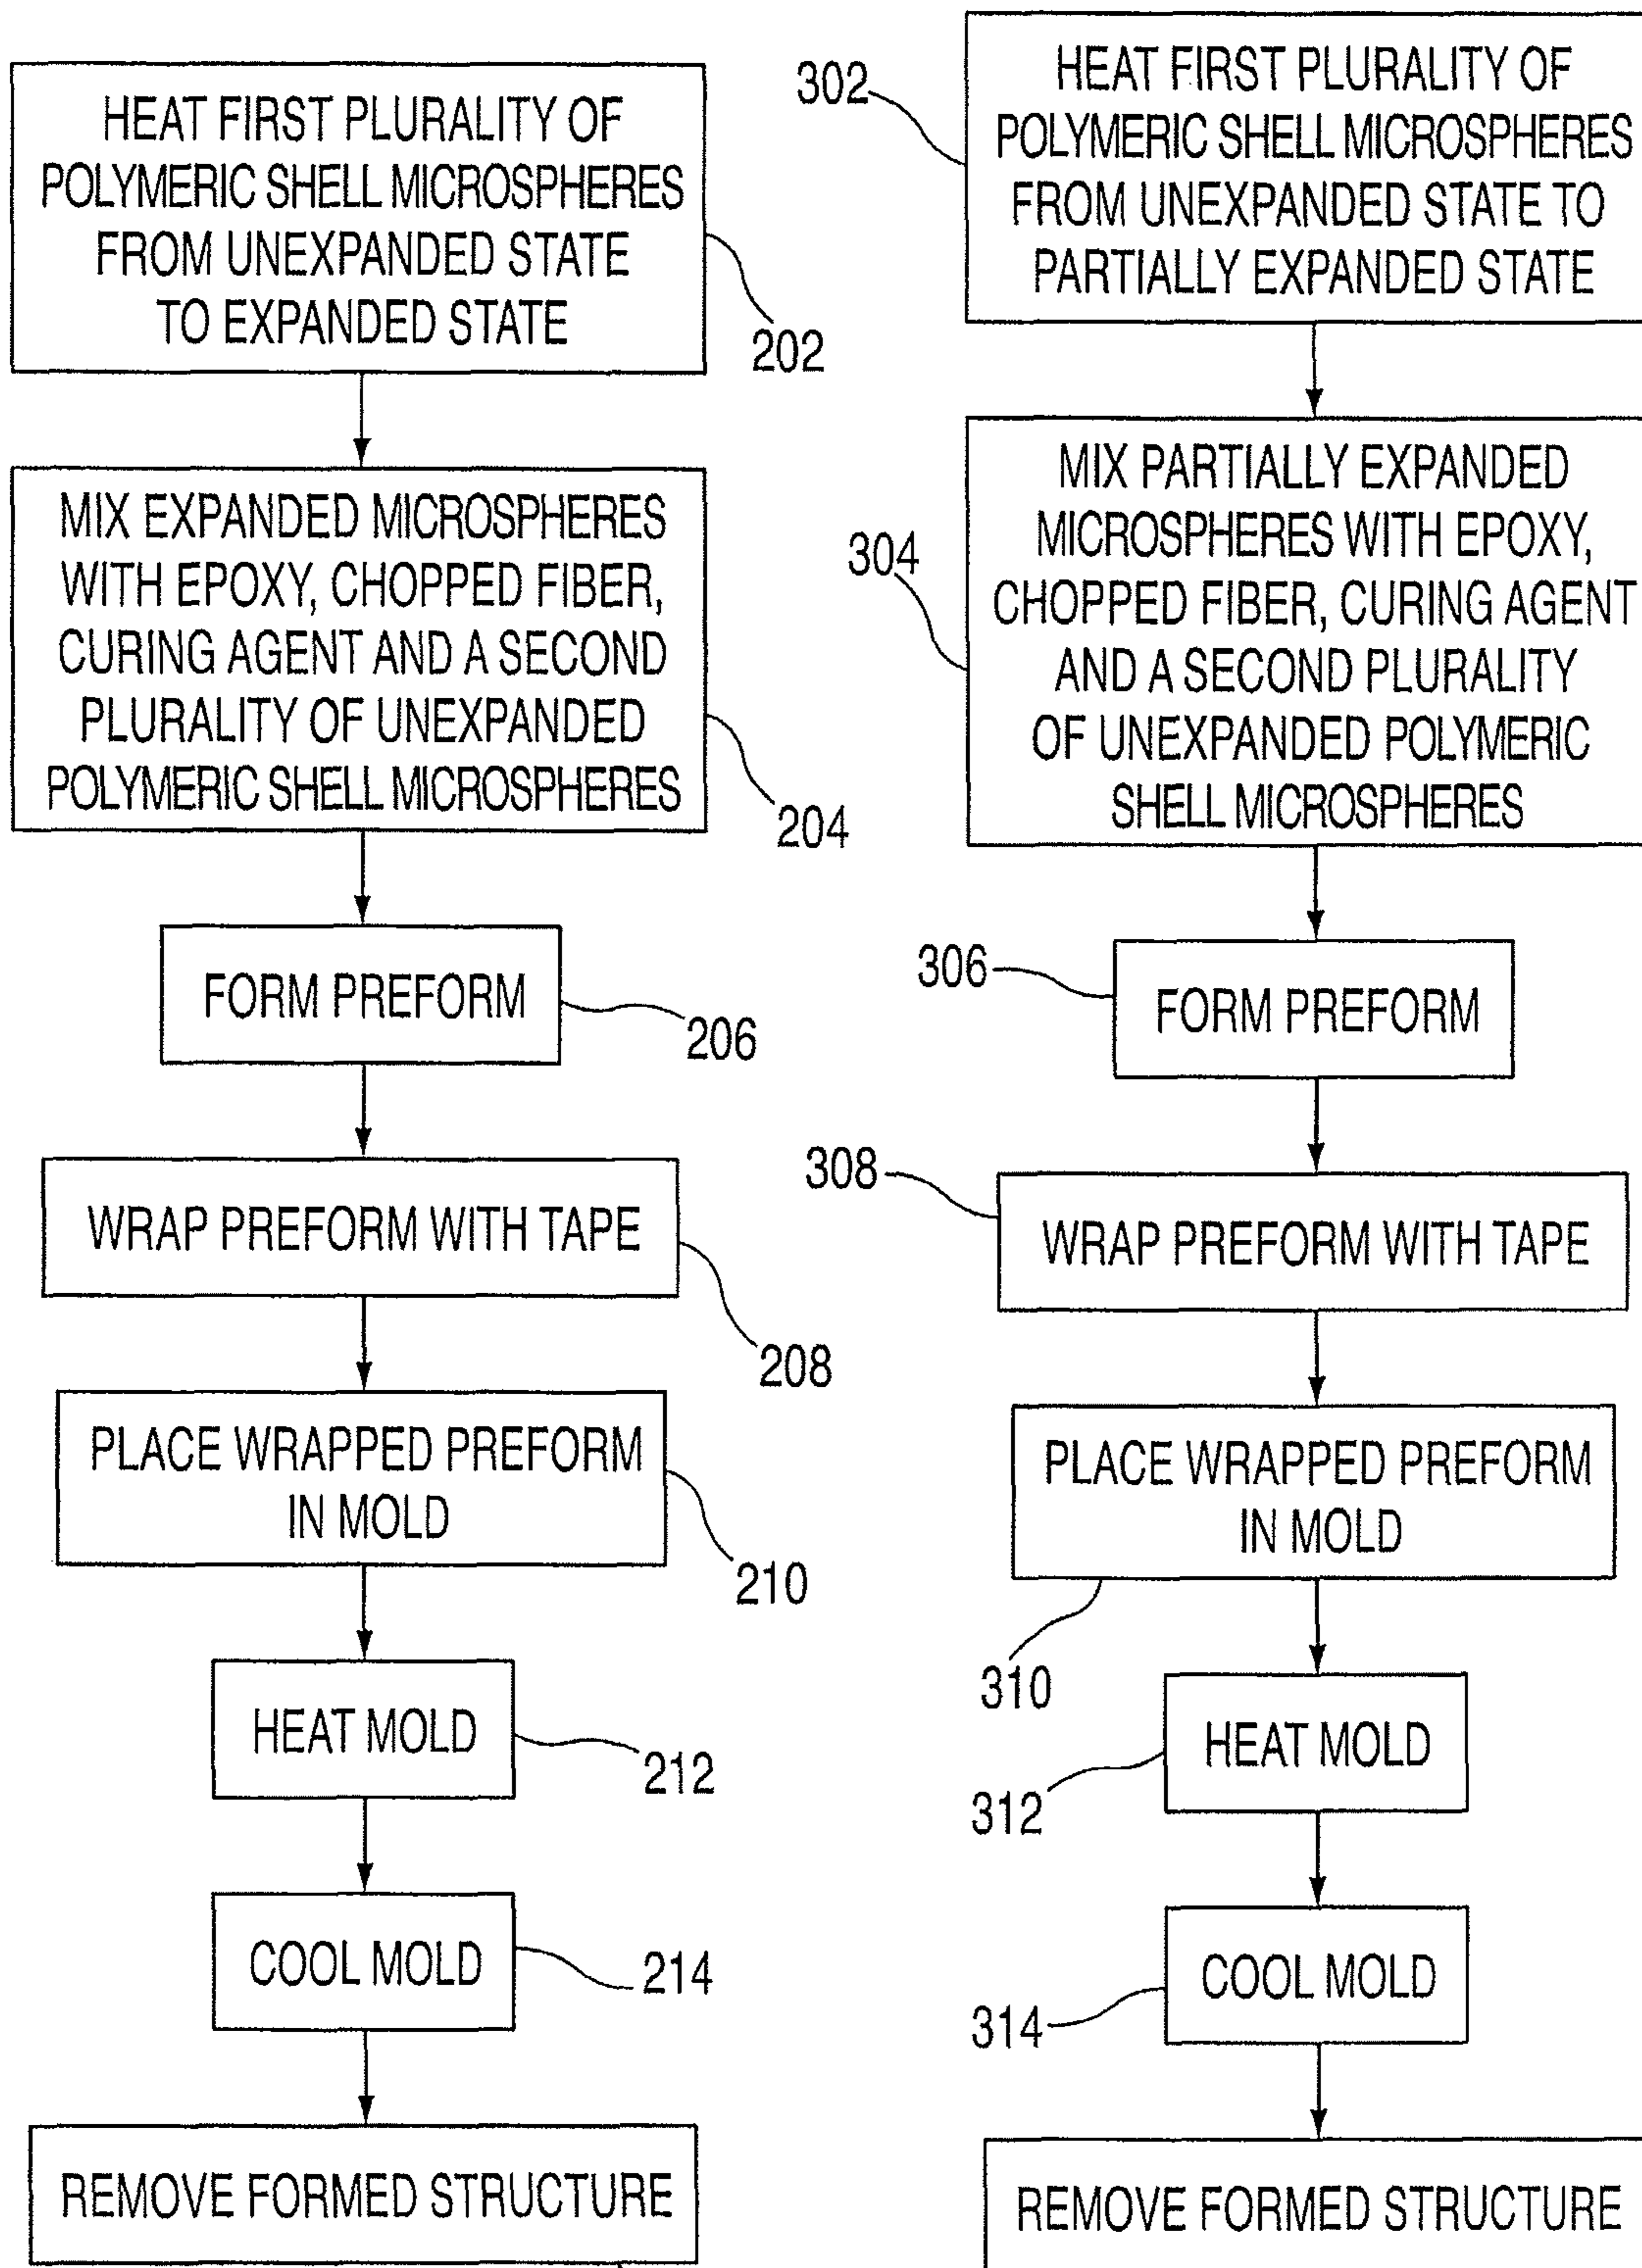 HEAT FIRST PLURALITY OF
POLYMERIC SHELL MICROSPHERES
FROM UNEXPANDED STATE
TO EXPANDED STATE
202
MIX EXPANDED MICROSPHERES
WITH EPOXY, CHOPPED FIBER,
CURING AGENT AND A SECOND
PLURALITY OF UNEXPANDED
POLYMERIC SHELL MICROSPHERES
204
FORM PREFORM
206
WRAP PREFORM WITH TAPE
208
PLACE WRAPPED PREFORM
IN MOLD
210
HEAT MOLD
212
COOL MOLD
214
REMOVE FORMED STRUCTURE
302
HEAT FIRST PLURALITY OF
POLYMERIC SHELL MICROSPHERES
FROM UNEXPANDED STATE TO
PARTIALLY EXPANDED STATE
304
MIX PARTIALLY EXPANDED
MICROSPHERES WITH EPOXY,
CHOPPED FIBER, CURING AGENT
AND A SECOND PLURALITY
OF UNEXPANDED POLYMERIC
SHELL MICROSPHERES
306
FORM PREFORM
308
WRAP PREFORM WITH TAPE
PLACE WRAPPED PREFORM
IN MOLD
310
HEAT MOLD
312
COOL MOLD
314
REMOVE FORMED STRUCTURE